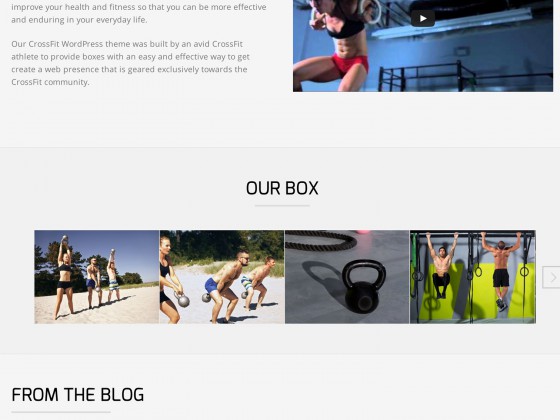 improve your health and fitness so that you can be more effective
and enduring in your everyday life.
Our CrossFit WordPress theme was built by an avid CrossFit
athlete to provide boxes with an easy and effective way to get
create a web presence that is geared exclusively towards the
CrossFit community.
OUR BOX
FROM THE BLOG